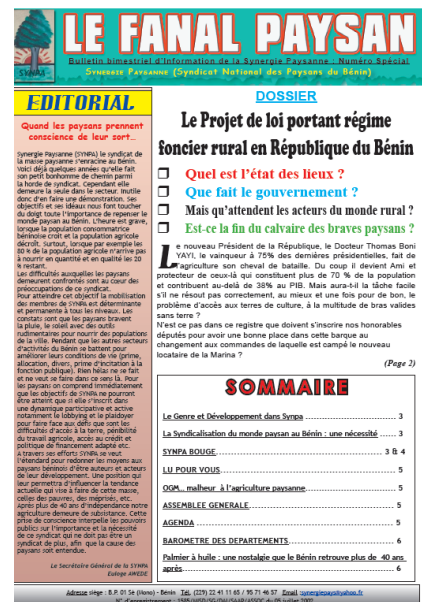 LE FANAL PAYSAN
Bulletin bimestriel d'Information de la Synergie Paysanne : Numéro Spécial
SYNERGIE PAYSANNE (SYNDICAT NATIONAL DES PAYSANS DU BÉNIN)
SYNPA
EDITORIAL
Quand les paysans prennent
conscience de leur sort…
Synergie Paysanne (SYNPA) le syndicat de
la masse paysanne s'enracine au Bénin.
Voici déjà quelques années qu'elle fait
son petit bonhomme de chemin parmi
la horde de syndicat. Cependant elle
demeure la seule dans le secteur. Inutile
donc d'en faire une démonstration. Ses
objectifs et ses idéaux nous font toucher
du doigt toute l'importance de repenser le
monde paysan au Bénin. L'heure est grave,
lorsque la population consommatrice
béninoise croit et la population agricole
décroît. Surtout, lorsque par exemple les
80 % de la population agricole n'arrive pas
à nourrir en quantité et en qualité les 20
% restant.
Les difficultés auxquelles les paysans
demeurent confrontés sont au cœur des
préoccupations de ce syndicat.
Pour atteindre cet objectif la mobilisation
des membres de SYNPA est déterminante
et permanente à tous les niveaux. Les
constats sont que les paysans bravent
la pluie, le soleil avec des outils
rudimentaires pour nourrir des populations
de la ville. Pendant que les autres secteurs
d'activités du Bénin se battent pour
améliorer leurs conditions de vie (prime,
allocation, divers, prime d'incitation à la
fonction publique). Rien hélas ne se fait
et ne veut se faire dans ce sens là. Pour
les paysans on comprend immédiatement
que les objectifs de SYNPA ne pourront
être atteint que si elle s'inscrit dans
une dynamique participative et active
notamment le lobbying et le plaidoyer
pour faire face aux défis que sont les
difficultés d'accès à la terre, pénibilité
du travail agricole, accès au crédit et
politique de financement adapté etc.
A travers ses efforts SYNPA se veut
l'étendard pour redonner les moyens aux
paysans béninois d'être auteurs et acteurs
de leur développement. Une position qui
leur permettra d'influencer la tendance
actuelle qui vise à faire de cette masse,
celles des pauvres, des méprisés, etc.
Après plus de 40 ans d'indépendance notre
agriculture demeure de subsistance. Cette
prise de conscience interpelle les pouvoirs
publics sur l'importance et la nécessité
de ce syndicat qui ne doit pas être un
syndicat de plus, afin que la cause des
paysans soit entendue.
Le Secrétaire Général de la SYNPA
DOSSIER
Le Projet de loi portant régime
foncier rural en République du Bénin
Quel est l'état des lieux ?
Que fait le gouvernement ?
Mais qu'attendent les acteurs du monde rural ?
Est-ce la fin du calvaire des braves paysans ?
Le nouveau Président de la République, le Docteur Thomas Boni
YAYI, le vainqueur à 75% des dernières présidentielles, fait de
l'agriculture son cheval de bataille. Du coup il devient Ami et
protecteur de ceux-là qui constituent plus de 70 % de la population
et contribuent au-delà de 38% au PIB. Mais aura-t-il la tâche facile
s'il ne résout pas correctement, au mieux et une fois pour de bon, le
problème d'accès aux terres de culture, à la multitude de bras valides
sans terre ?
N'est ce pas dans ce registre que doivent s'inscrire nos honorables
députés pour avoir une bonne place dans cette barque au
changement aux commandes de laquelle est campé le nouveau
locataire de la Marina ?
(Page 2)
SOMMAIRE
Le Genre et Développement dans Synpa ... 3
La Syndicalisation du monde paysan au Bénin : une nécessité ...... 3
SYNPA BOUGE... 3 & 4
LU POUR VOUS... 5
OGM… malheur à l'agriculture paysanne... 5
ASSEMBLEE GENERALE... 5
AGENDA ... 5
BAROMETRE DES DEPARTEMENTS... 6
Palmier à huile : une nostalgie que le Bénin retrouve plus de 40 ans
après... 6
Adresse siège : B.P. 01 Sè (Mono) - Bénin Tél. (229) 22 41 11 65 / 95 71 46 57 Email :synergiepaysyahoo.fr